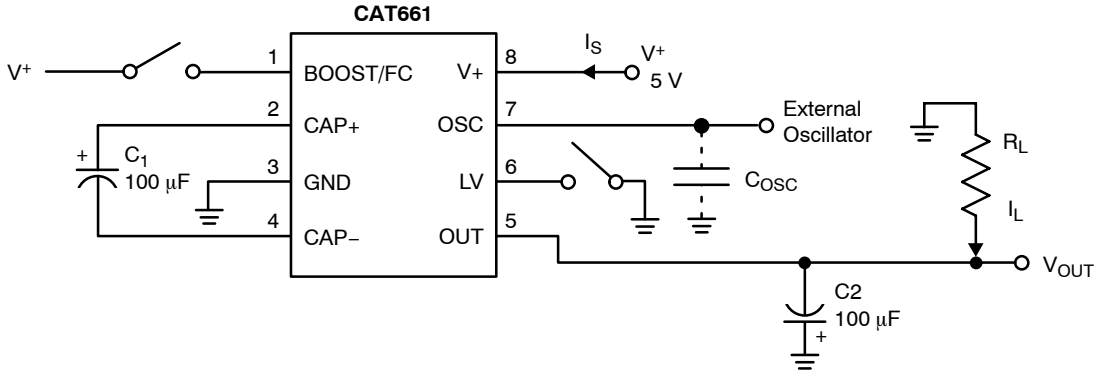 CAT661
V+
1
BOOST/FC
2
CAP+
+
C1
100 µF
3
GND
4
CAP–
V+
8
IS
V+
5 V
OSC
7
External
Oscillator
LV
6
COSC
OUT
5
RL
IL
VOUT
C2
100 µF
+